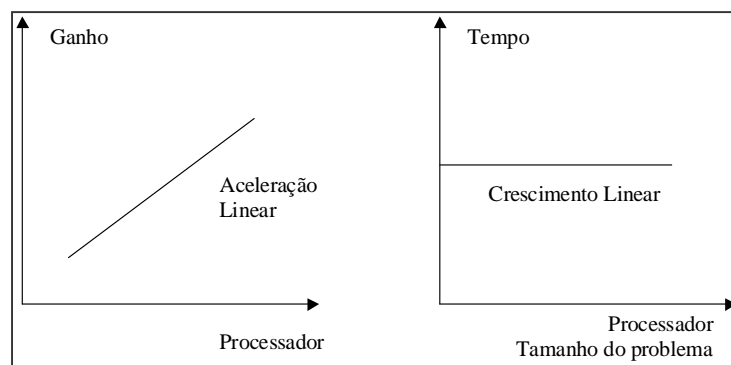 Ganho
Aceleração
Linear
Processador
Tempo
Crescimento Linear
Processador
Tamanho do problema